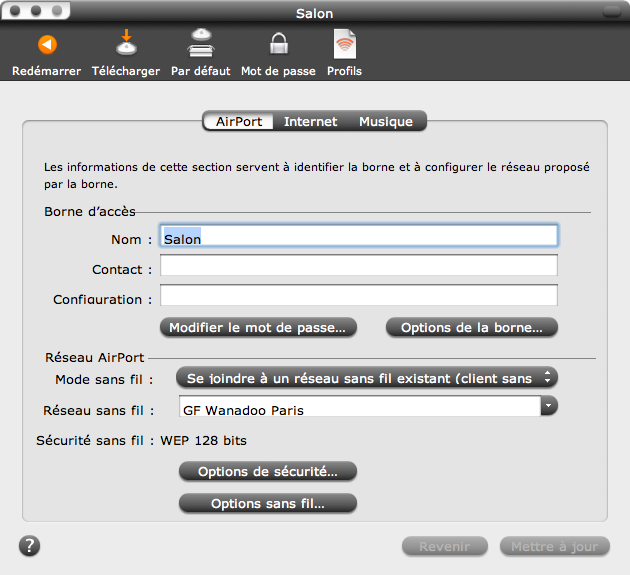 Salon
Redémarrer Télécharger Par défaut Mot de passe Profils
AirPort Internet Musique
Les informations de cette section servent à identifier la borne et à configurer le réseau proposé
par la borne.
Borne d'accès
Nom : Salon
Contact :
Configuration :
Modifier le mot de passe... Options de la borne...
Réseau AirPort
Mode sans fil : Se joindre à un réseau sans fil existant (client sans
Réseau sans fil : GF Wanadoo Paris
Sécurité sans fil : WEP 128 bits
Options de sécurité...
Options sans fil...
? Revenir Mettre à jour